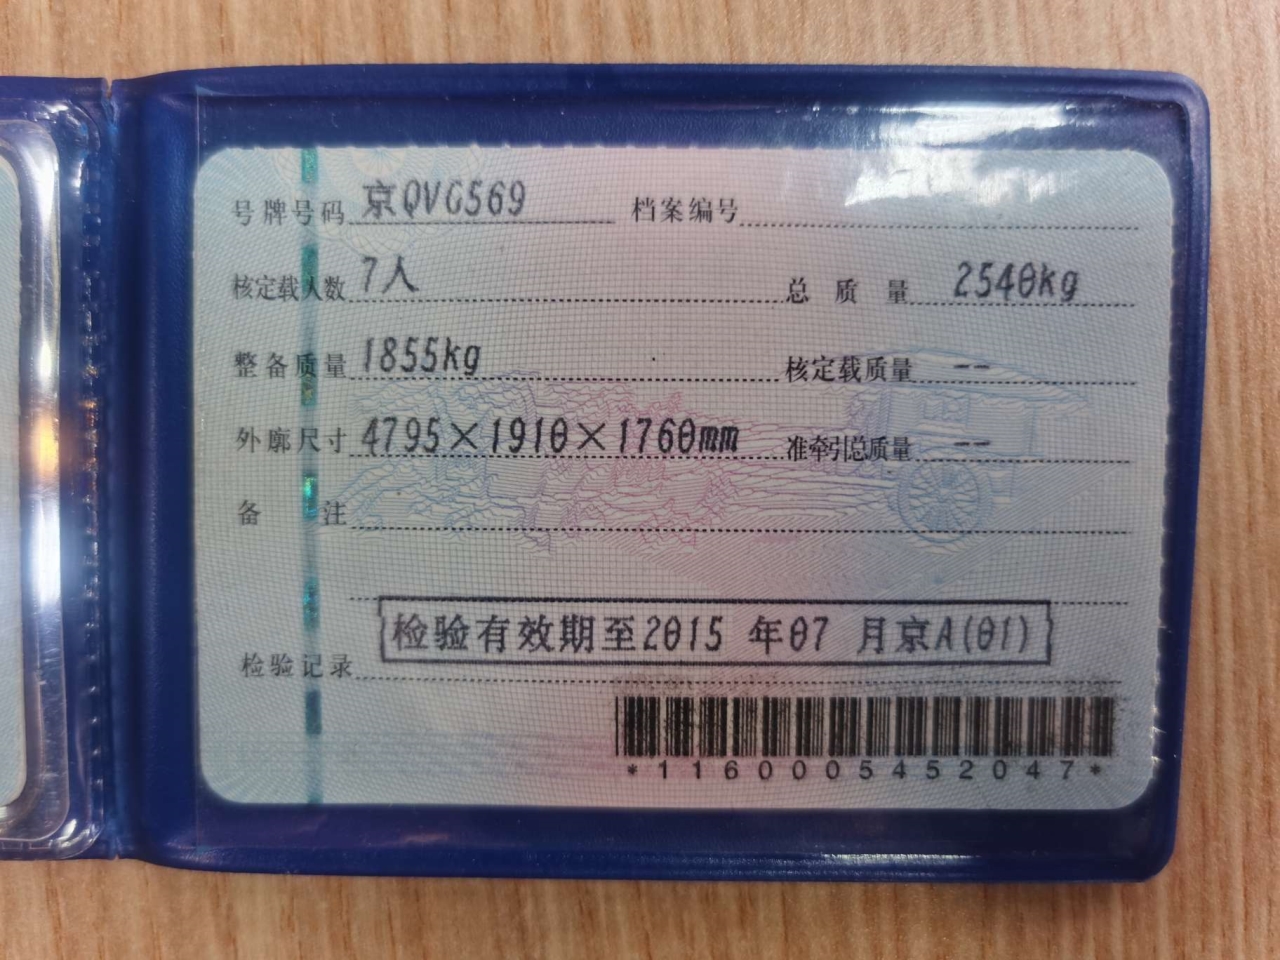 号牌号码 京QVG569 档案编号
核定载人数 7人 总质量 2540kg
整备质量 1855kg 核定载质量 --
外廓尺寸 4795×1910×1760mm 准牵引总质量 --
备注
检验记录 检验有效期至2015 年07 月京A(01)
*1160005452047*